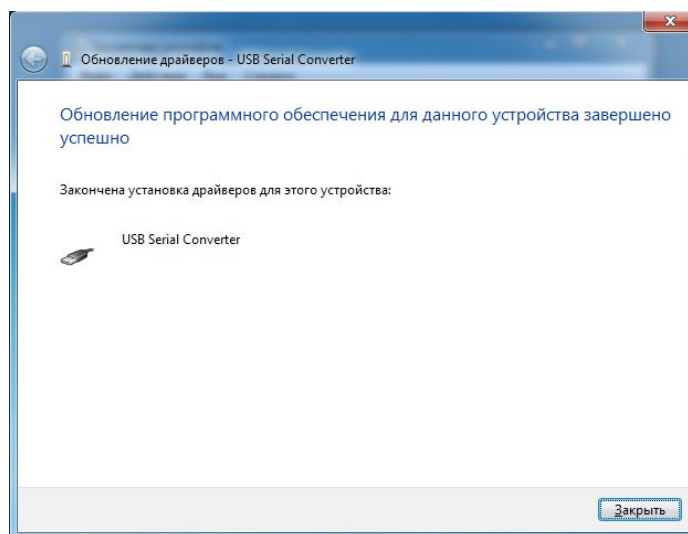 Обновление драйверов - USB Serial Converter
Обновление программного обеспечения для данного устройства завершено
успешно
Закончена установка драйверов для этого устройства:
USB Serial Converter
Закрыть